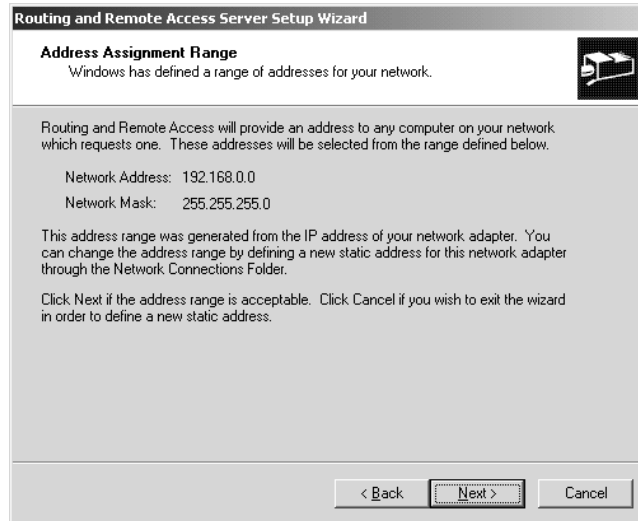 Routing and Remote Access Server Setup Wizard
Address Assignment Range
Windows has defined a range of addresses for your network.
Routing and Remote Access will provide an address to any computer on your network
which requests one.  These addresses will be selected from the range defined below.
Network Address: 192.168.0.0
Network Mask: 255.255.255.0
This address range was generated from the IP address of your network adapter.  You
can change the address range by defining a new static address for this network adapter
through the Network Connections Folder.
Click Next if the address range is acceptable.  Click Cancel if you wish to exit the wizard
in order to define a new static address.
< Back Next > Cancel